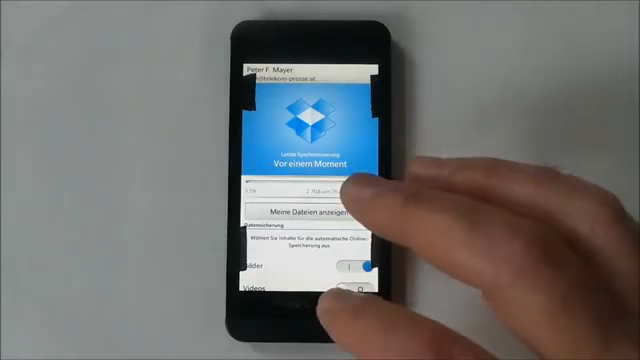 Peter F. Mayer
@telekom-presse.at
Letzte Synchronisierung
Vor einem Moment
Meine Dateien anzeigen
Datensicherung
Wählen Sie Inhalte für die automatische Online-
Speicherung aus
Bilder
Videos